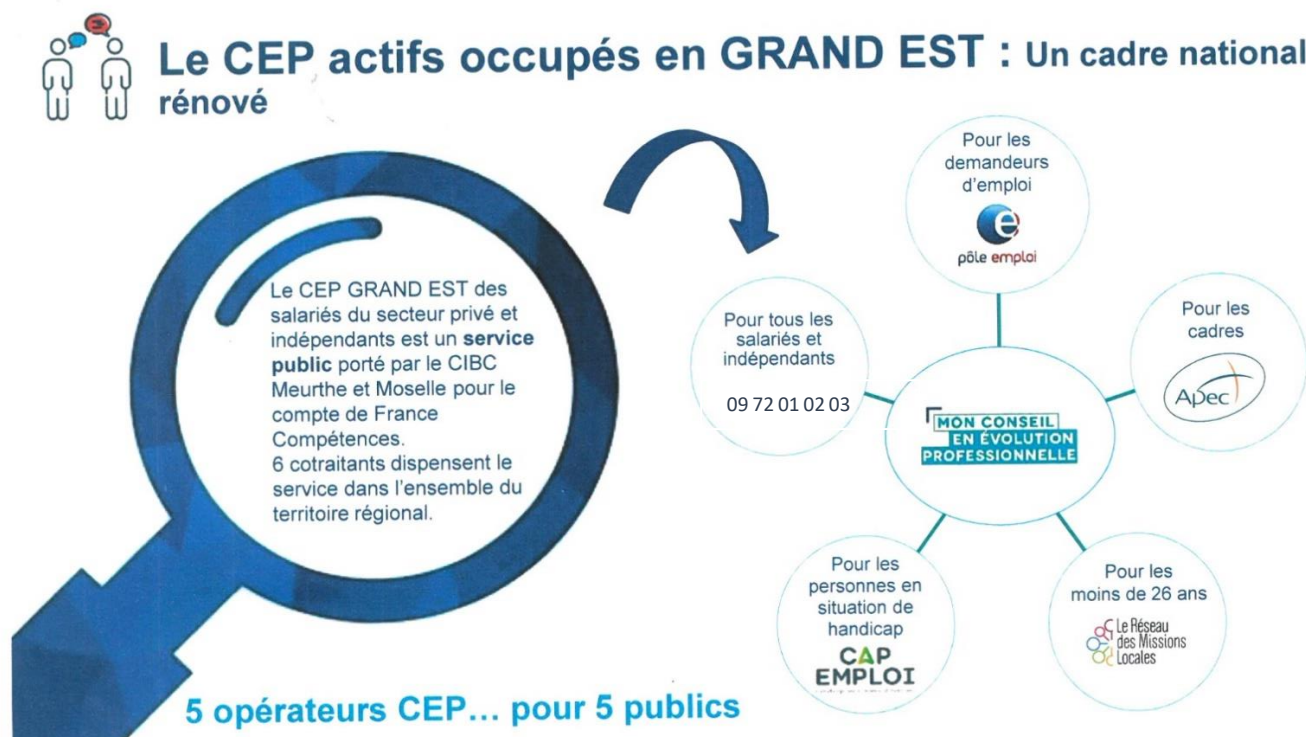 Le CEP actifs occupés en GRAND EST : Un cadre national
rénové
Le CEP GRAND EST des
salariés du secteur privé et
indépendants est un service
public porté par le CIBC
Meurthe et Moselle pour le
compte de France
Compétences.
6 cotraitants dispensent le
service dans l'ensemble du
territoire régional.
Pour les
demandeurs
d'emploi
e
pôle emploi
Pour tous les
salariés et
indépendants
09 72 01 02 03
Pour les
cadres
Apec
MON CONSEIL
EN ÉVOLUTION
PROFESSIONNELLE
Pour les
personnes en
situation de
handicap
CAP
EMPLOI
Pour les
moins de 26 ans
Le Réseau
des Missions
Locales
5 opérateurs CEP... pour 5 publics